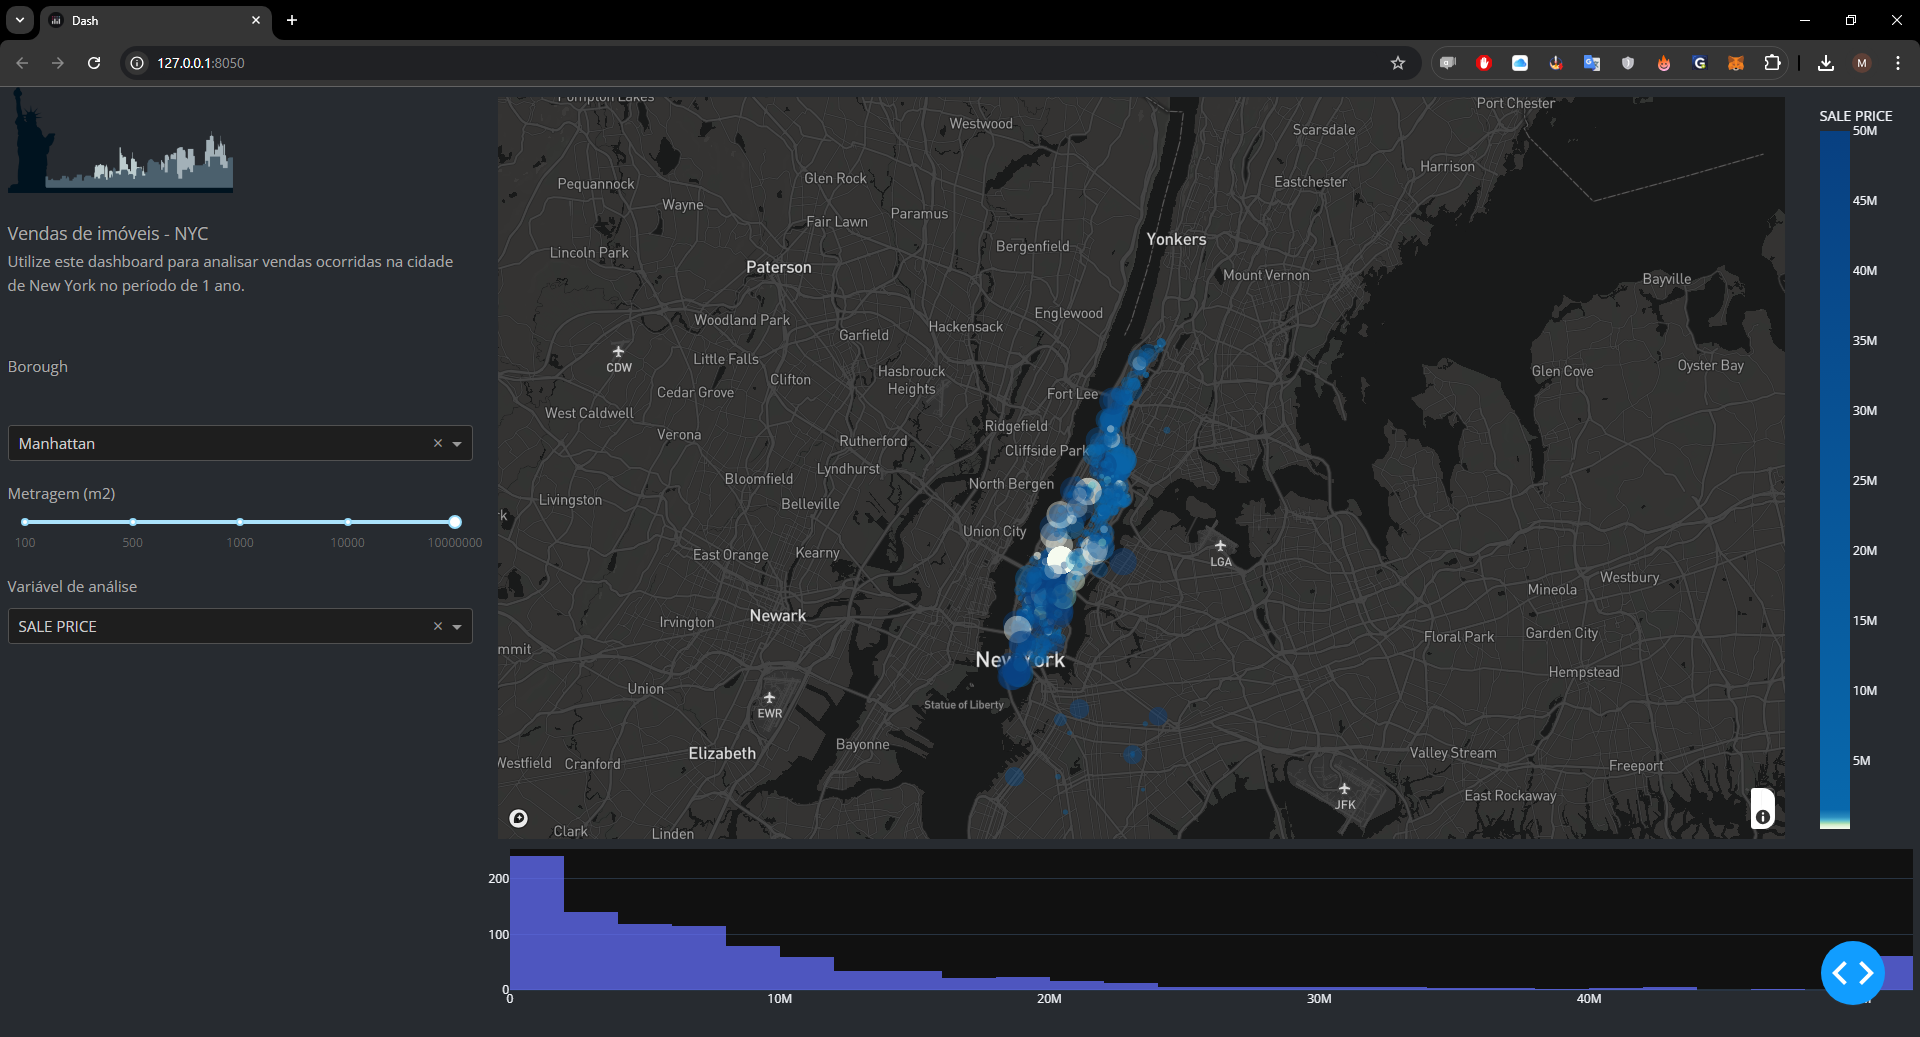 Dash
127.0.0.1:8050
G
M
Vendas de imóveis - NYC
Utilize este dashboard para analisar vendas ocorridas na cidade
de New York no período de 1 ano.
Borough
Manhattan
Metragem (m2)
100 500 1000 10000 10000000
Variável de análise
SALE PRICE
Pompton Lakes
Port Chester
Westwood
Scarsdale
Harrison
Pequannock
Glen Rock
Eastchester
Wayne
Fair Lawn
Paramus
Lincoln Park
Bergenfield
Yonkers
Paterson
Mount Vernon
Bayville
Woodland Park
Garfield
Hackensack
Englewood
CDW
Little Falls
Clifton
Hasbrouck
Heights
Glen Cove
Oyster Bay
Cedar Grove
Fort Lee
West Caldwell
Verona
Rutherford
Ridgefield
Cliffside Park
Bloomfield
Lyndhurst
North Bergen
Livingston
Belleville
k
Union City
East Orange
Kearny
LGA
Westbury
Mineola
Newark
Irvington
Floral Park
Garden City
mmit
New York
Hempstead
Union
EWR
Statue of Liberty
Elizabeth
Bayonne
Valley Stream
Westfield
Cranford
Freeport
JFK
East Rockaway
Clark
Linden
SALE PRICE
50M
45M
40M
35M
30M
25M
20M
15M
10M
5M
200
100
0
0 10M 20M 30M 40M